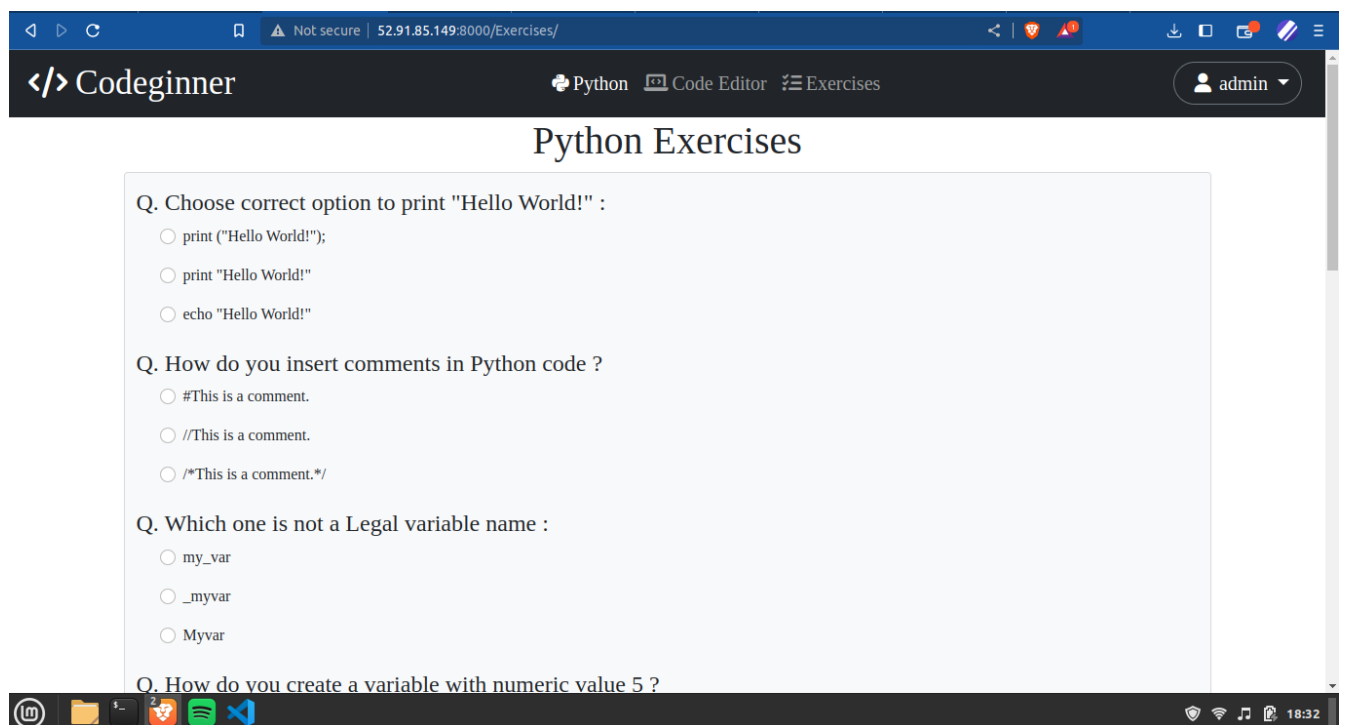 Not secure | 52.91.85.149:8000/Exercises/
1
</> Codeginner
Python
Code Editor
Exercises
admin
Python Exercises
Q. Choose correct option to print "Hello World!" :
print ("Hello World!");
print "Hello World!"
echo "Hello World!"
Q. How do you insert comments in Python code ?
#This is a comment.
//This is a comment.
/*This is a comment.*/
Q. Which one is not a Legal variable name :
my_var
_myvar
Myvar
Q. How do you create a variable with numeric value 5 ?
lm
$_
2
18:32